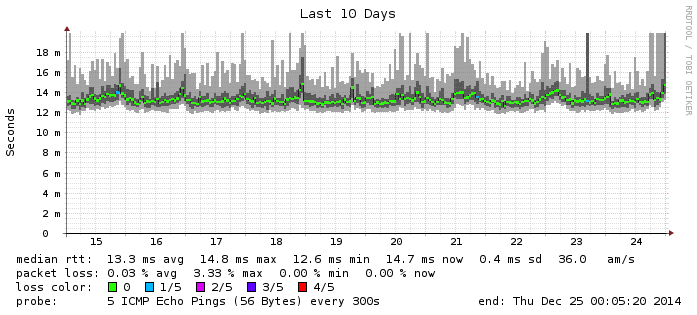 Last 10 Days
RRDTOOL / TOBI OETIKER
Seconds
18 m
16 m
14 m
12 m
10 m
8 m
6 m
4 m
2 m
0
15 16 17 18 19 20 21 22 23 24
median rtt: 13.3 ms avg 14.8 ms max 12.6 ms min 14.7 ms now 0.4 ms sd 36.0 am/s
packet loss: 0.03 % avg 3.33 % max 0.00 % min 0.00 % now
loss color: 0 1/5 2/5 3/5 4/5
probe: 5 ICMP Echo Pings (56 Bytes) every 300s end: Thu Dec 25 00:05:20 2014